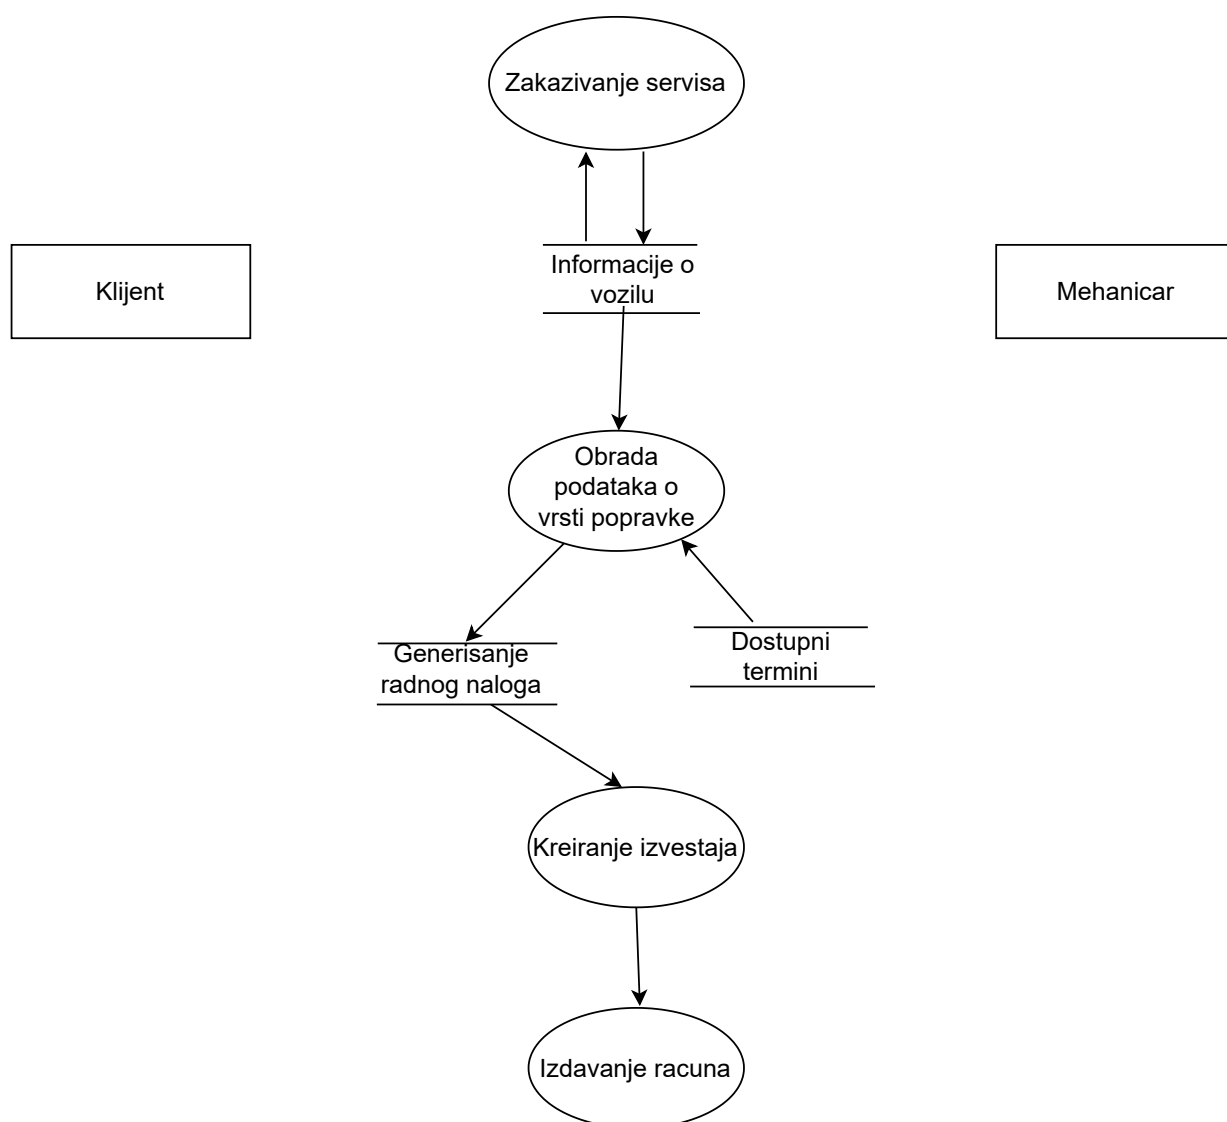 Zakazivanje servisa
Klijent
Informacije o
vozilu
Mehanicar
Obrada
podataka o
vrsti popravke
Generisanje
radnog naloga
Dostupni
termini
Kreiranje izvestaja
Izdavanje racuna